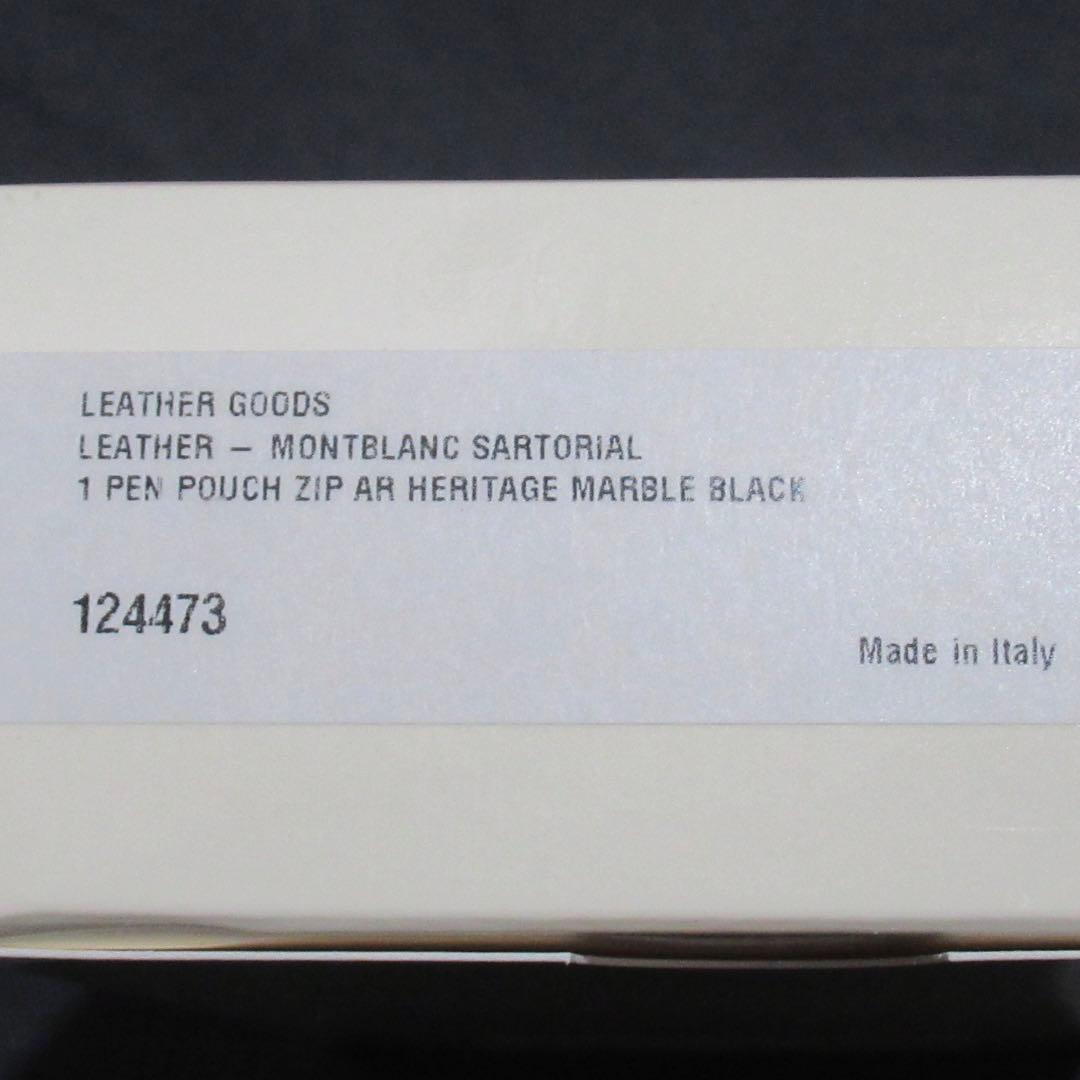 LEATHER GOODS
LEATHER – MONTBLANC SARTORIAL
1 PEN POUCH ZIP AR HERITAGE MARBLE BLACK
124473
Made in Italy